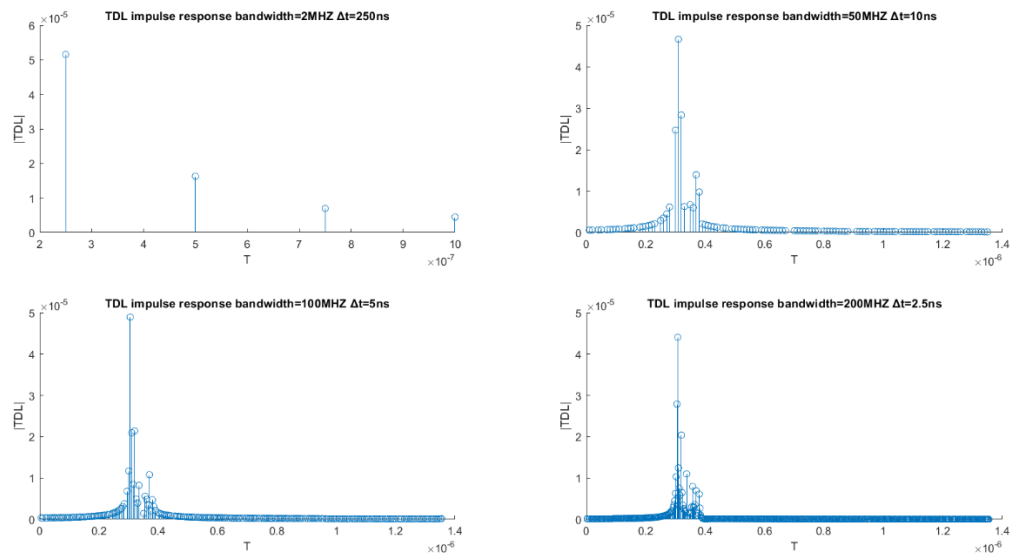 TDL impulse response bandwidth=2MHZ Δt=250ns
×10-5
6
5
4
3
2
1
0
|TDL|
2 3 4 5 6 7 8 9 10
T
×10-7
TDL impulse response bandwidth=50MHZ Δt=10ns
×10-5
5
4
3
2
1
0
|TDL|
0 0.2 0.4 0.6 0.8 1 1.2 1.4
T
×10-6
TDL impulse response bandwidth=100MHZ Δt=5ns
×10-5
5
4
3
2
1
0
|TDL|
0 0.2 0.4 0.6 0.8 1 1.2 1.4
T
×10-6
TDL impulse response bandwidth=200MHZ Δt=2.5ns
×10-5
5
4
3
2
1
0
|TDL|
0 0.2 0.4 0.6 0.8 1 1.2 1.4
T
×10-6